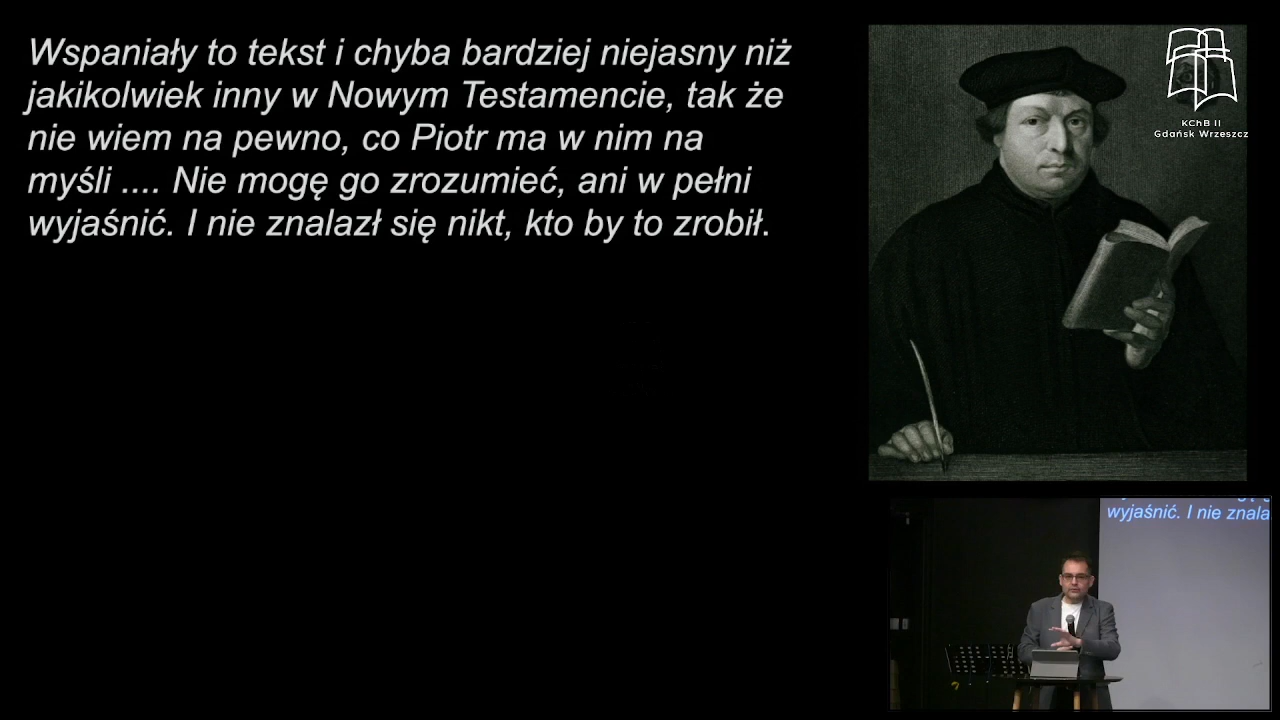 Wspaniały to tekst i chyba bardziej niejasny niż
jakikolwiek inny w Nowym Testamencie, tak że
nie wiem na pewno, co Piotr ma w nim na
myśli .... Nie mogę go zrozumieć, ani w pełni
wyjaśnić. I nie znalazł się nikt, kto by to zrobił.
KChB II
Gdańsk Wrzeszcz
wyjaśnić. I nie znala